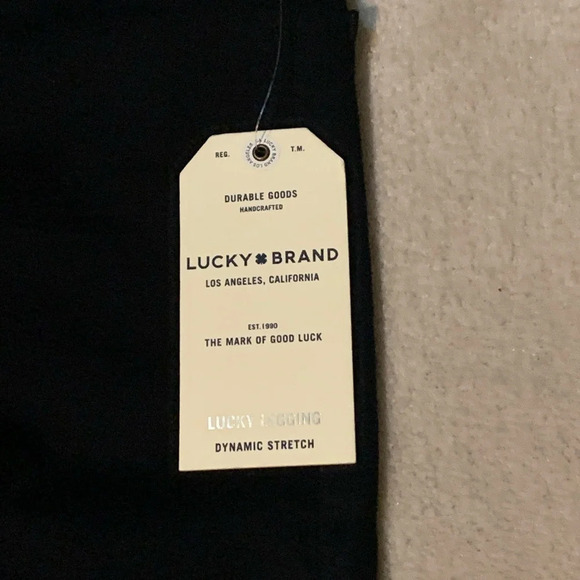 REG. T.M.
DURABLE GOODS
HANDCRAFTED
LUCKY BRAND
LOS ANGELES, CALIFORNIA
EST. 1990
THE MARK OF GOOD LUCK
LUCKY LEGGING
DYNAMIC STRETCH